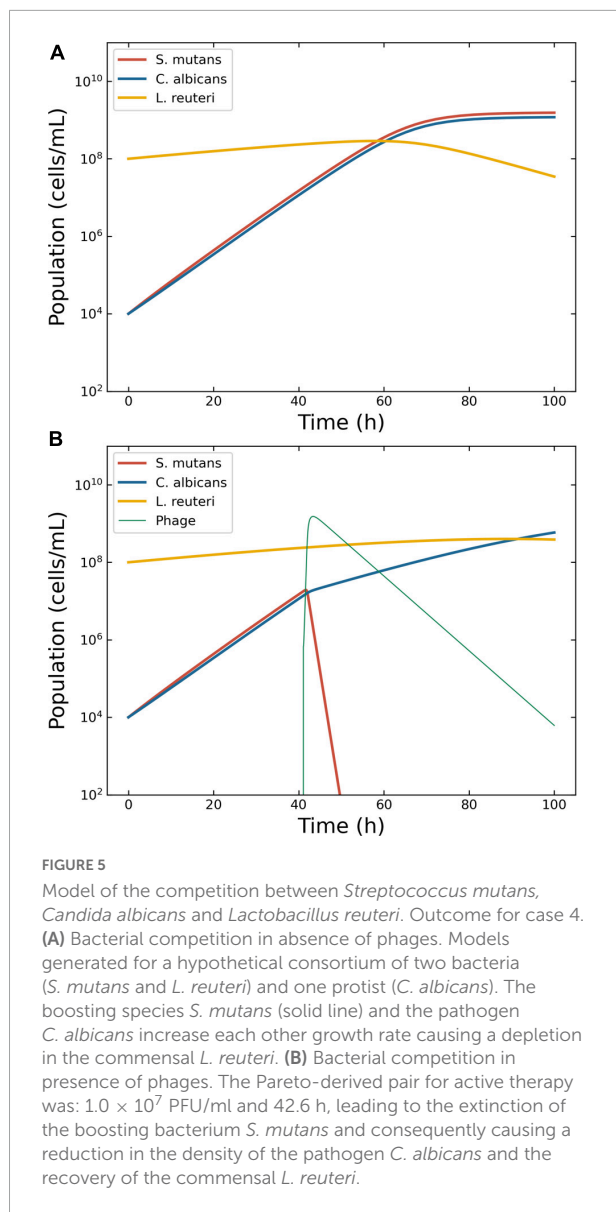 A
S. mutans
C. albicans
L. reuteri
10¹⁰
10⁸
10⁶
10⁴
10²
Population (cells/mL)
0 20 40 60 80 100
Time (h)
B
S. mutans
C. albicans
L. reuteri
Phage
10¹⁰
10⁸
10⁶
10⁴
10²
Population (cells/mL)
0 20 40 60 80 100
Time (h)
FIGURE 5
Model of the competition between Streptococcus mutans,
Candida albicans and Lactobacillus reuteri. Outcome for case 4.
(A) Bacterial competition in absence of phages. Models
generated for a hypothetical consortium of two bacteria
(S. mutans and L. reuteri) and one protist (C. albicans). The
boosting species S. mutans (solid line) and the pathogen
C. albicans increase each other growth rate causing a depletion
in the commensal L. reuteri. (B) Bacterial competition in
presence of phages. The Pareto-derived pair for active therapy
was: 1.0 × 10⁷ PFU/ml and 42.6 h, leading to the extinction of
the boosting bacterium S. mutans and consequently causing a
reduction in the density of the pathogen C. albicans and the
recovery of the commensal L. reuteri.